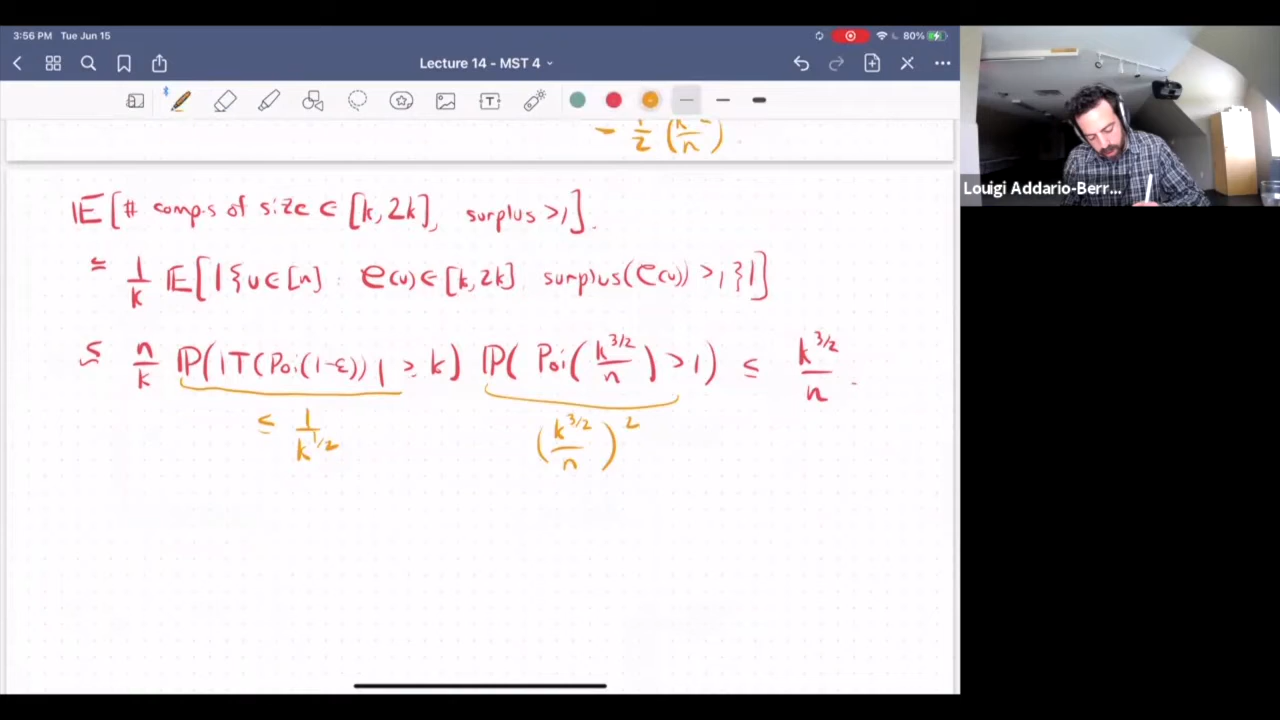 3:56 PM Tue Jun 15
80%
Lecture 14 - MST 4
- 1/2 (k²/n)
E[# comps of size ∈ [k, 2k], surplus > 1].
≤ 1/k E[|{u ∈ [n] : C(u) ∈ [k, 2k], surplus(C(u)) > 1}|]
≲ n/k P(|T(Poi(1-ε))| ≥ k) P(Poi(k^{3/2}/n) > 1) ≤ k^{3/2}/n.
≤ 1/k^{1/2} (k^{3/2}/n)^2
Louigi Addario-Berr...